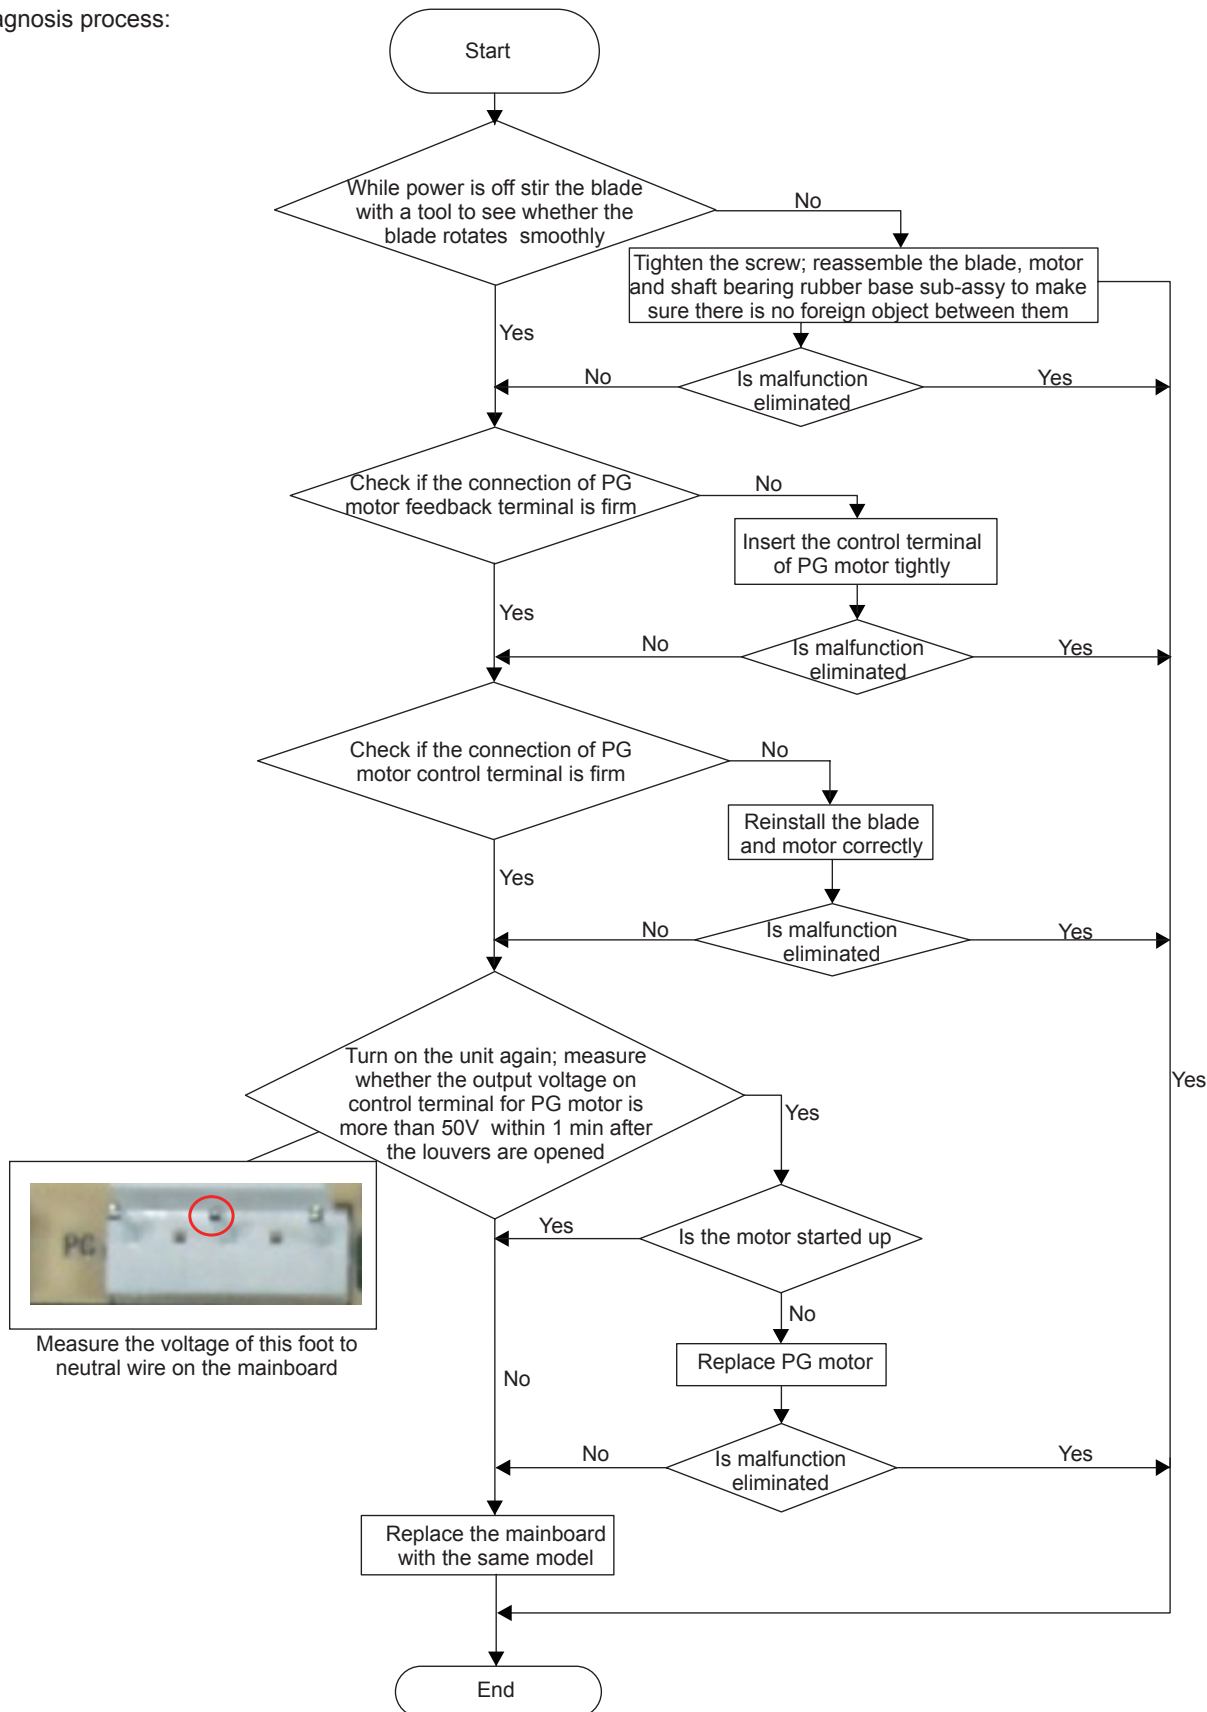 agnosis process:
Start
While power is off stir the blade
with a tool to see whether the
blade rotates smoothly
No
Tighten the screw; reassemble the blade, motor
and shaft bearing rubber base sub-assy to make
sure there is no foreign object between them
Yes
No
Is malfunction
eliminated
Yes
Check if the connection of PG
motor feedback terminal is firm
No
Insert the control terminal
of PG motor tightly
Yes
No
Is malfunction
eliminated
Yes
Check if the connection of PG
motor control terminal is firm
No
Reinstall the blade
and motor correctly
Yes
No
Is malfunction
eliminated
Yes
Turn on the unit again; measure
whether the output voltage on
control terminal for PG motor is
more than 50V within 1 min after
the louvers are opened
Yes
Yes
PG
Yes
Is the motor started up
Measure the voltage of this foot to
neutral wire on the mainboard
No
Replace PG motor
No
No
Is malfunction
eliminated
Yes
Replace the mainboard
with the same model
End